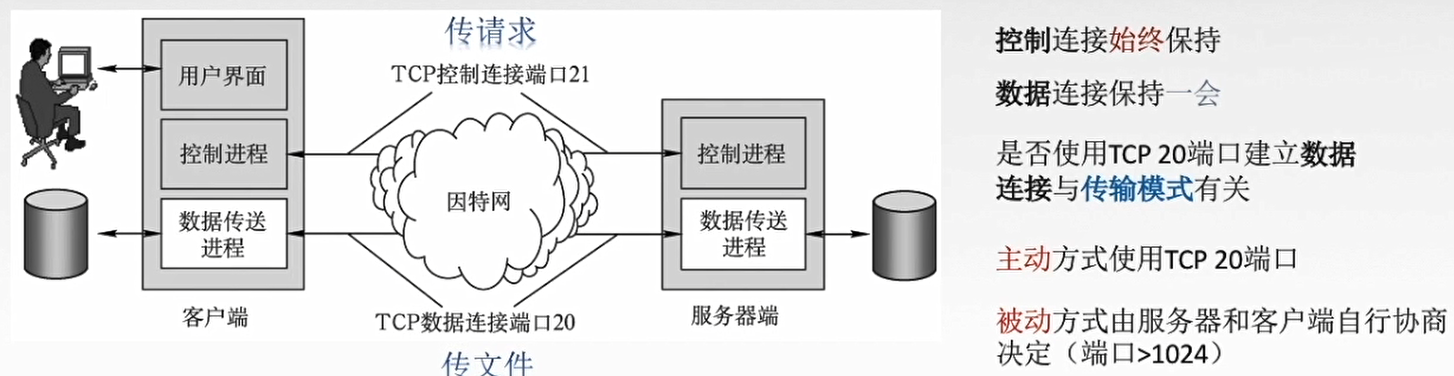 传请求
TCP控制连接端口21
用户界面
控制进程
数据传送
进程
客户端
因特网
控制进程
数据传送
进程
服务器端
TCP数据连接端口20
传文件
控制连接始终保持
数据连接保持一会
是否使用TCP 20端口建立数据
连接与传输模式有关
主动方式使用TCP 20端口
被动方式由服务器和客户端自行协商
决定（端口>1024）